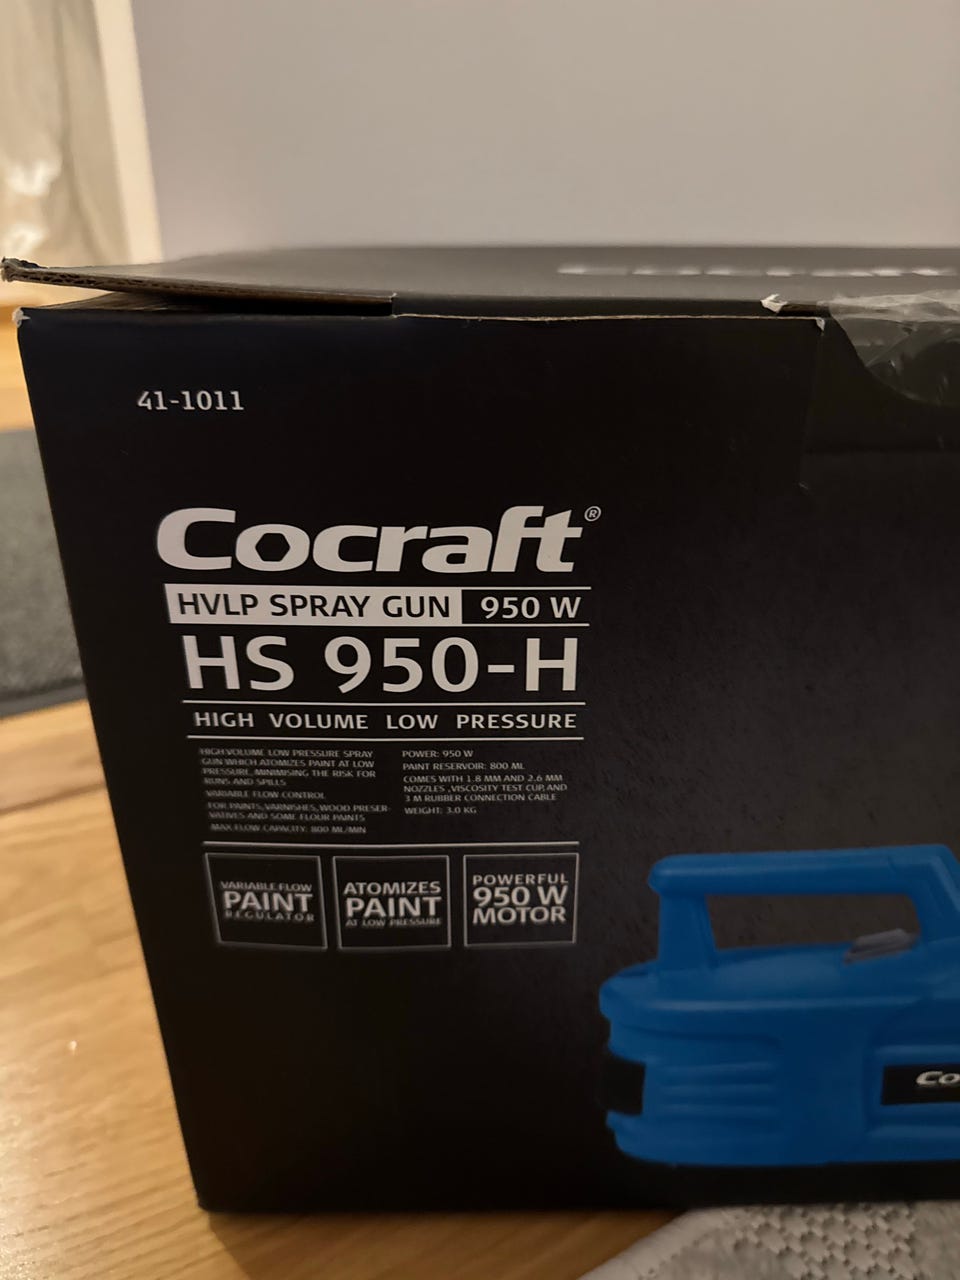 41-1011
Cocraft®
HVLP SPRAY GUN 950 W
HS 950-H
HIGH VOLUME LOW PRESSURE
HIGH VOLUME LOW PRESSURE SPRAY
GUN WHICH ATOMIZES PAINT AT LOW
PRESSURE, MINIMISING THE RISK FOR
RUNS AND SPILLS
VARIABLE FLOW CONTROL
FOR PAINTS, VARNISHES, WOOD PRESER-
VATIVES AND SOME FLOUR PAINTS
MAX FLOW CAPACITY: 800 ML/MIN
POWER: 950 W
PAINT RESERVOIR: 800 ML
COMES WITH 1.8 MM AND 2.6 MM
NOZZLES ,VISCOSITY TEST CUP, AND
3 M RUBBER CONNECTION CABLE
WEIGHT: 3.0 KG
VARIABLE FLOW
PAINT
REGULATOR
ATOMIZES
PAINT
AT LOW PRESSURE
POWERFUL
950 W
MOTOR
Co